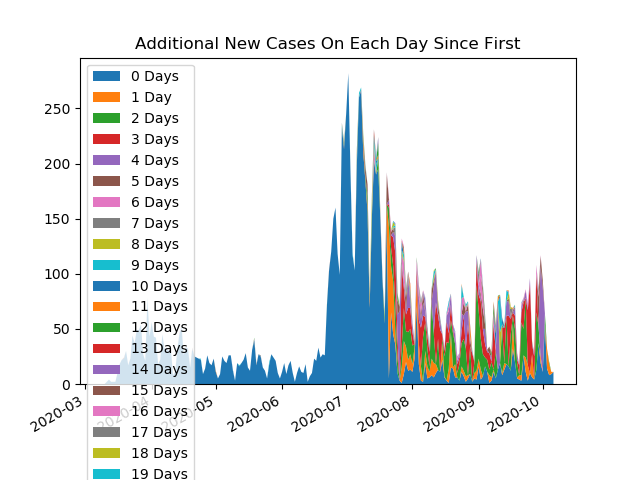 Additional New Cases On Each Day Since First
250
200
150
100
50
0
0 Days
1 Day
2 Days
3 Days
4 Days
5 Days
6 Days
7 Days
8 Days
9 Days
10 Days
11 Days
12 Days
13 Days
14 Days
15 Days
16 Days
17 Days
18 Days
19 Days
2020-03
2020-04
2020-05
2020-06
2020-07
2020-08
2020-09
2020-10